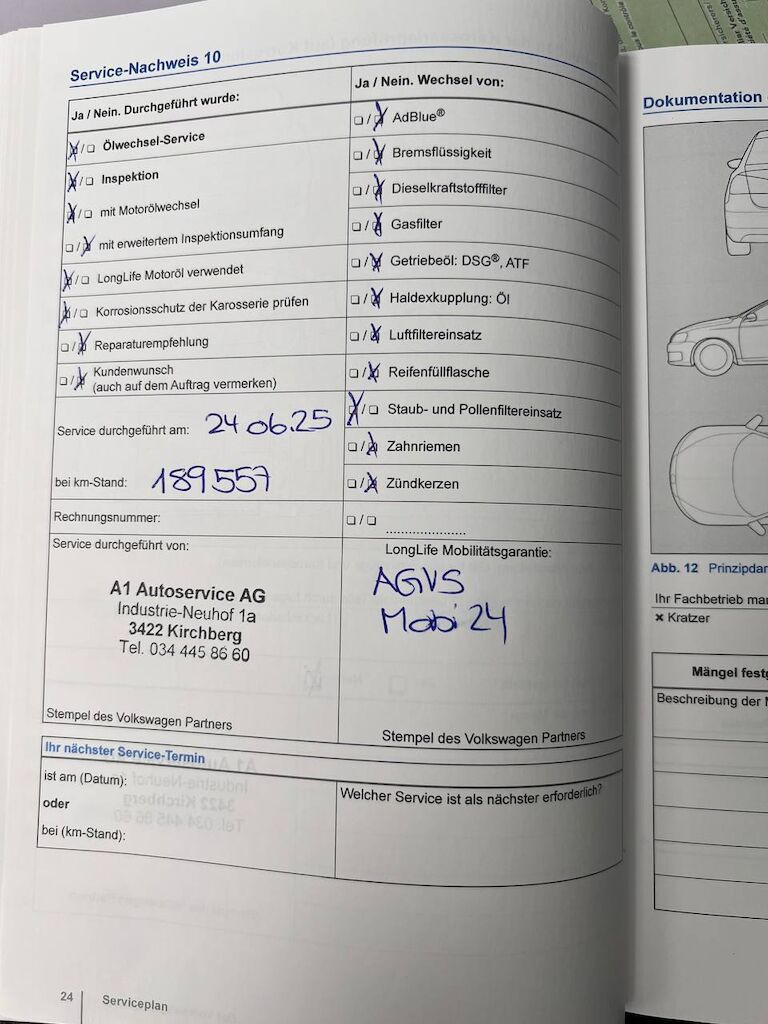 Service-Nachweis 10
Ja / Nein. Durchgeführt wurde:
☒ / ☐ Ölwechsel-Service
☒ / ☐ Inspektion
☒ / ☐ mit Motorölwechsel
☐ / ☒ mit erweitertem Inspektionsumfang
☒ / ☐ LongLife Motoröl verwendet
☒ / ☐ Korrosionsschutz der Karosserie prüfen
☐ / ☒ Reparaturempfehlung
☐ / ☒ Kundenwunsch
(auch auf dem Auftrag vermerken)
Service durchgeführt am: 24 06.25
bei km-Stand: 189557
Rechnungsnummer:
Service durchgeführt von:
A1 Autoservice AG
Industrie-Neuhof 1a
3422 Kirchberg
Tel. 034 445 86 60
Stempel des Volkswagen Partners
Ja / Nein. Wechsel von:
☐ / ☒ AdBlue®
☐ / ☒ Bremsflüssigkeit
☐ / ☒ Dieselkraftstofffilter
☐ / ☒ Gasfilter
☐ / ☒ Getriebeöl: DSG®, ATF
☐ / ☒ Haldexkupplung: Öl
☐ / ☒ Luftfiltereinsatz
☐ / ☒ Reifenfüllflasche
☒ / ☐ Staub- und Pollenfiltereinsatz
☐ / ☒ Zahnriemen
☐ / ☒ Zündkerzen
☐ / ☐ ......................
LongLife Mobilitätsgarantie:
AGVS
Mobi 24
Stempel des Volkswagen Partners
Ihr nächster Service-Termin
ist am (Datum):
oder
bei (km-Stand):
Welcher Service ist als nächster erforderlich?
24 Serviceplan
Dokumentation
Abb. 12 Prinzipdar
Ihr Fachbetrieb mar
× Kratzer
Mängel festg
Beschreibung der M